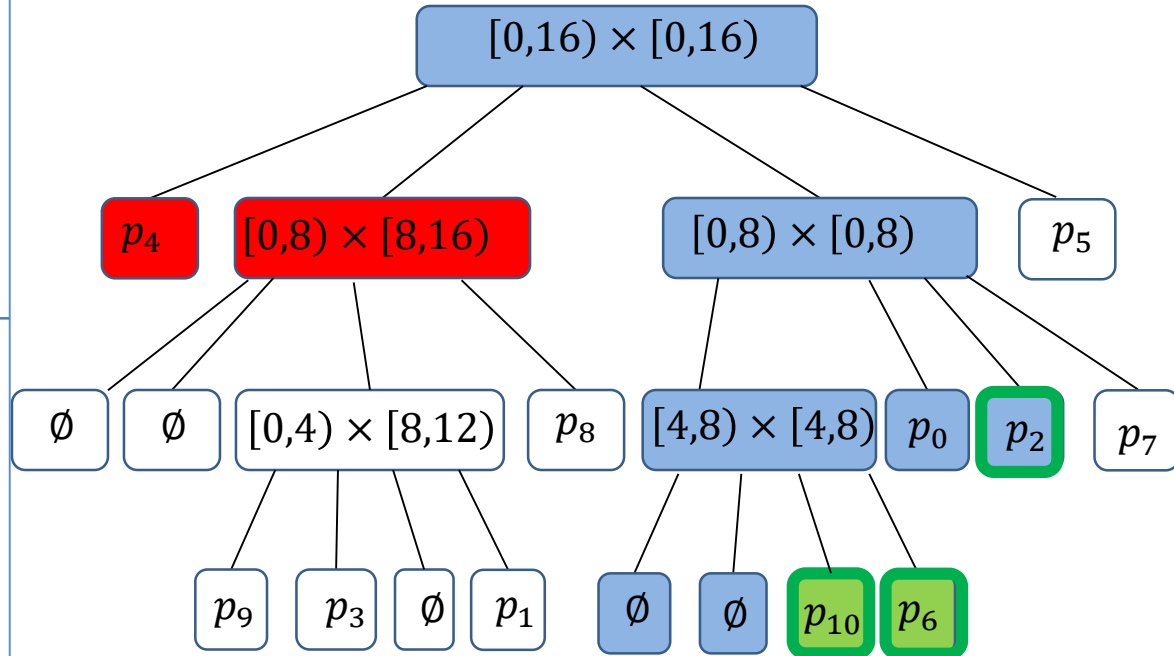 [0,16) × [0,16)
p₄ [0,8) × [8,16) [0,8) × [0,8) p₅
∅ ∅ [0,4) × [8,12) p₈ [4,8) × [4,8) p₀ p₂ p₇
p₉ p₃ ∅ p₁ ∅ ∅ p₁₀ p₆